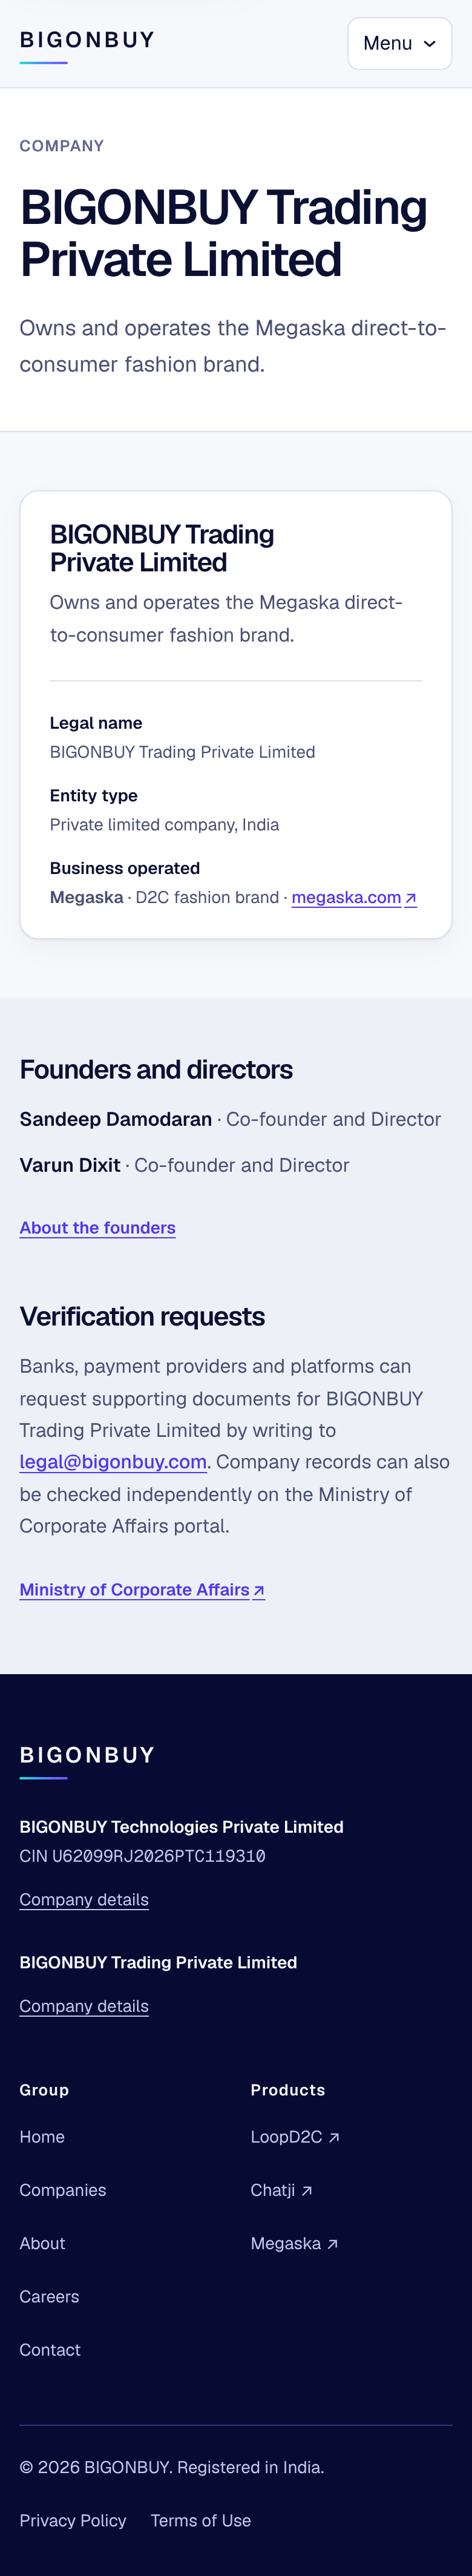 BIGONBUY
Menu
COMPANY
BIGONBUY Trading
Private Limited
Owns and operates the Megaska direct-to-
consumer fashion brand.
BIGONBUY Trading
Private Limited
Owns and operates the Megaska direct-
to-consumer fashion brand.
Legal name
BIGONBUY Trading Private Limited
Entity type
Private limited company, India
Business operated
Megaska · D2C fashion brand · megaska.com ↗
Founders and directors
Sandeep Damodaran · Co-founder and Director
Varun Dixit · Co-founder and Director
About the founders
Verification requests
Banks, payment providers and platforms can
request supporting documents for BIGONBUY
Trading Private Limited by writing to
legal@bigonbuy.com. Company records can also
be checked independently on the Ministry of
Corporate Affairs portal.
Ministry of Corporate Affairs ↗
BIGONBUY
BIGONBUY Technologies Private Limited
CIN U62099RJ2026PTC119310
Company details
BIGONBUY Trading Private Limited
Company details
Group
Products
Home
LoopD2C ↗
Companies
Chatji ↗
About
Megaska ↗
Careers
Contact
© 2026 BIGONBUY. Registered in India.
Privacy Policy Terms of Use